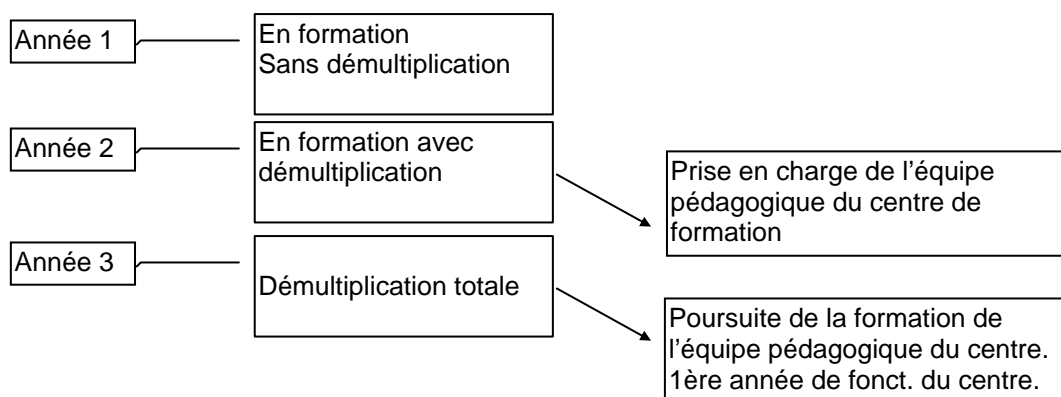 Année 1
En formation
Sans démultiplication
Année 2
En formation avec
démultiplication
Prise en charge de l’équipe
pédagogique du centre de
formation
Année 3
Démultiplication totale
Poursuite de la formation de
l’équipe pédagogique du centre.
1ère année de fonct. du centre.